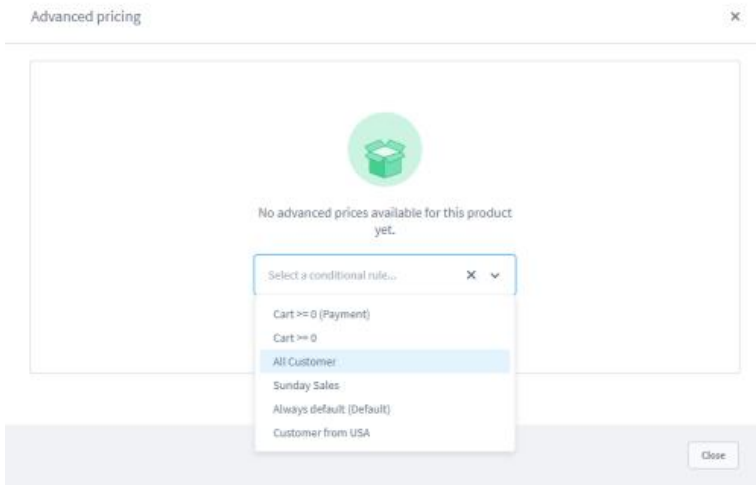 Advanced pricing
No advanced prices available for this product
yet.
Select a conditional rule...
Cart >= 0 (Payment)
Cart >= 0
All Customer
Sunday Sales
Always default (Default)
Customer from USA
Close